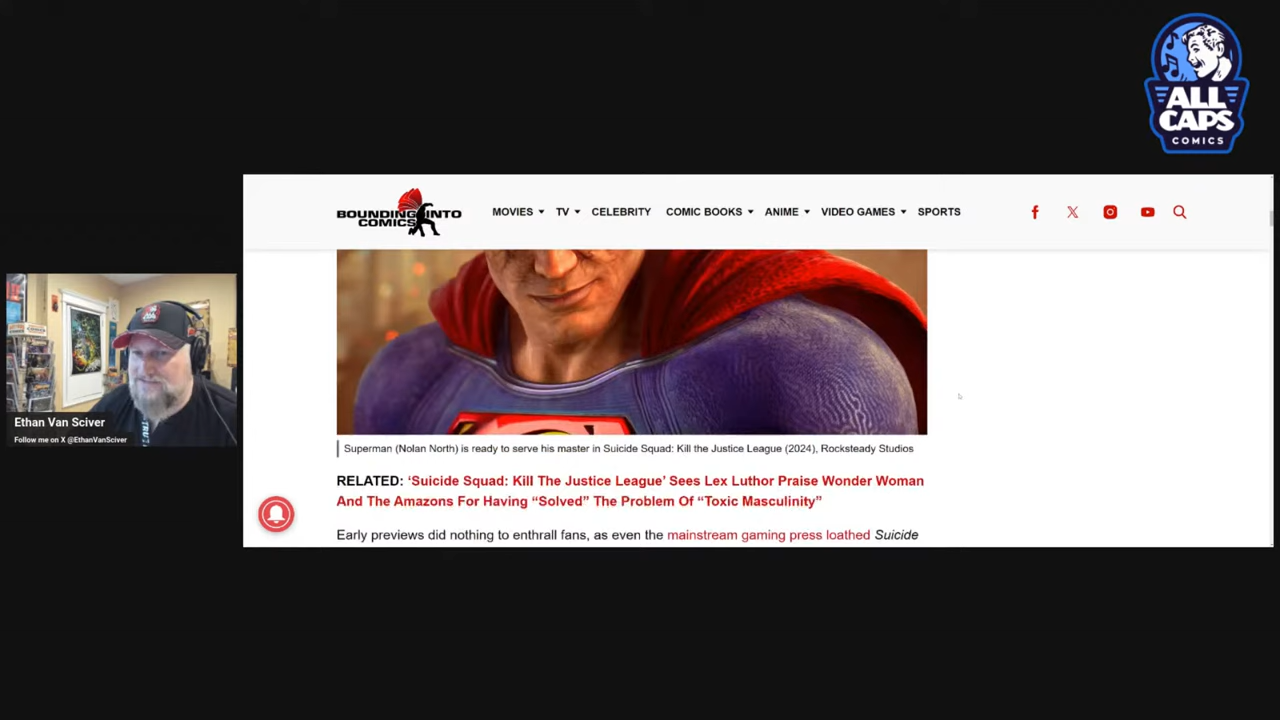 ALL
CAPS
COMICS
BOUNDING INTO
COMICS
MOVIES TV CELEBRITY COMIC BOOKS ANIME VIDEO GAMES SPORTS
Superman (Nolan North) is ready to serve his master in Suicide Squad: Kill the Justice League (2024), Rocksteady Studios
RELATED: ‘Suicide Squad: Kill The Justice League’ Sees Lex Luthor Praise Wonder Woman
And The Amazons For Having “Solved” The Problem Of “Toxic Masculinity”
Early previews did nothing to enthrall fans, as even the mainstream gaming press loathed Suicide
Ethan Van Sciver
Follow me on X @EthanVanSciver